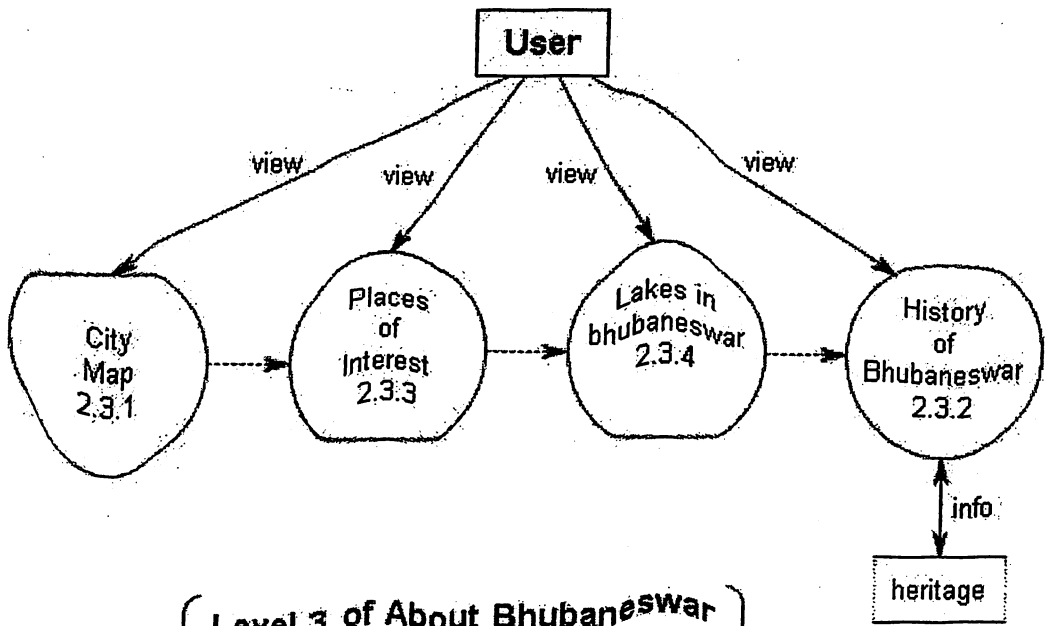 User
view
view
view
view
City
Map
2.3.1
Places
of
Interest
2.3.3
Lakes in
bhubaneswar
2.3.4
History
of
Bhubaneswar
2.3.2
info
heritage
Level 3 of About Bhubaneswar